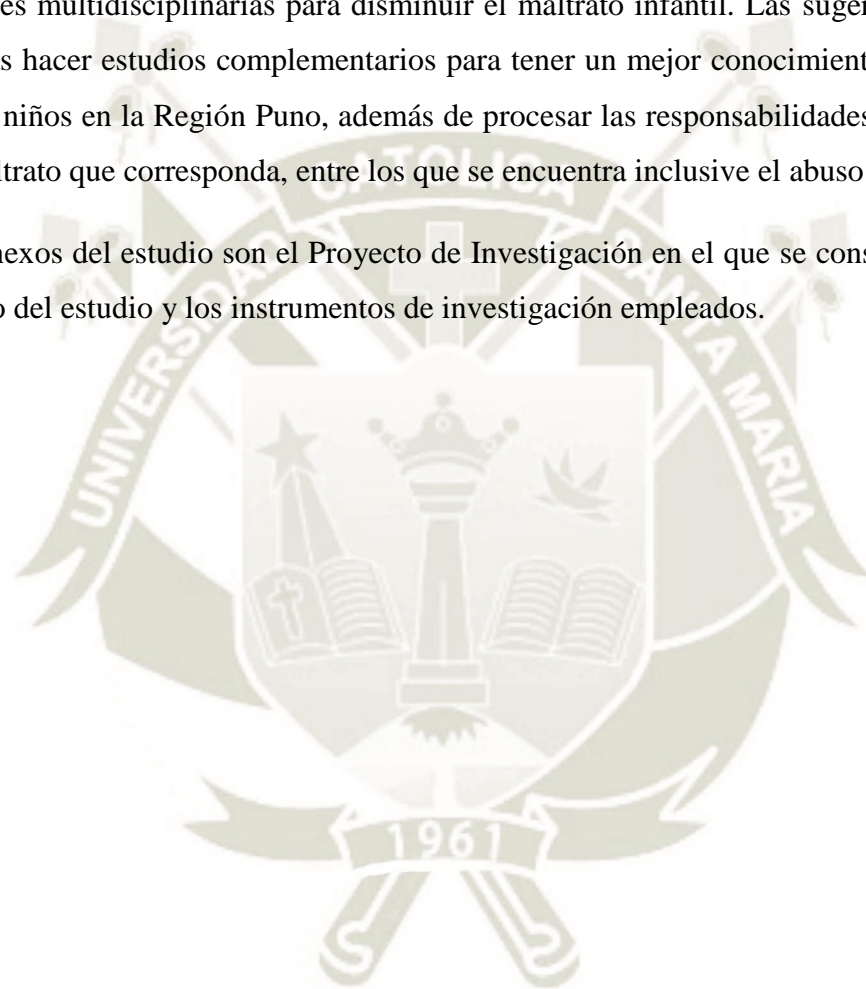 es multidisciplinarias para disminuir el maltrato infantil. Las suger
s hacer estudios complementarios para tener un mejor conocimient
niños en la Región Puno, además de procesar las responsabilidades
ltrato que corresponda, entre los que se encuentra inclusive el abuso
nexos del estudio son el Proyecto de Investigación en el que se cons
o del estudio y los instrumentos de investigación empleados.
UNIVERSIDAD CATOLICA SANTA MARIA
1961